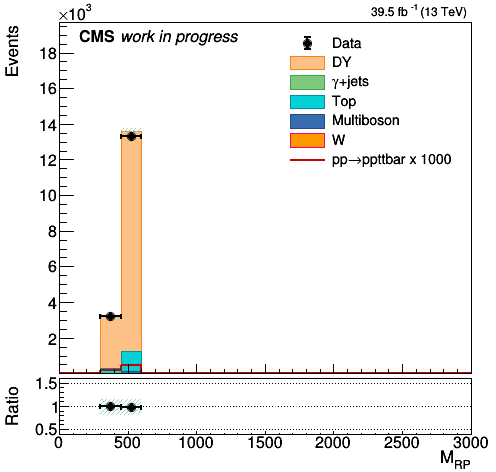 ×10³
39.5 fb⁻¹ (13 TeV)
CMS work in progress
Events
18
16
14
12
10
8
6
4
2
Data
DY
γ+jets
Top
Multiboson
W
pp→ppttbar x 1000
Ratio
1.5
1
0.5
0 500 1000 1500 2000 2500 3000
M_RP